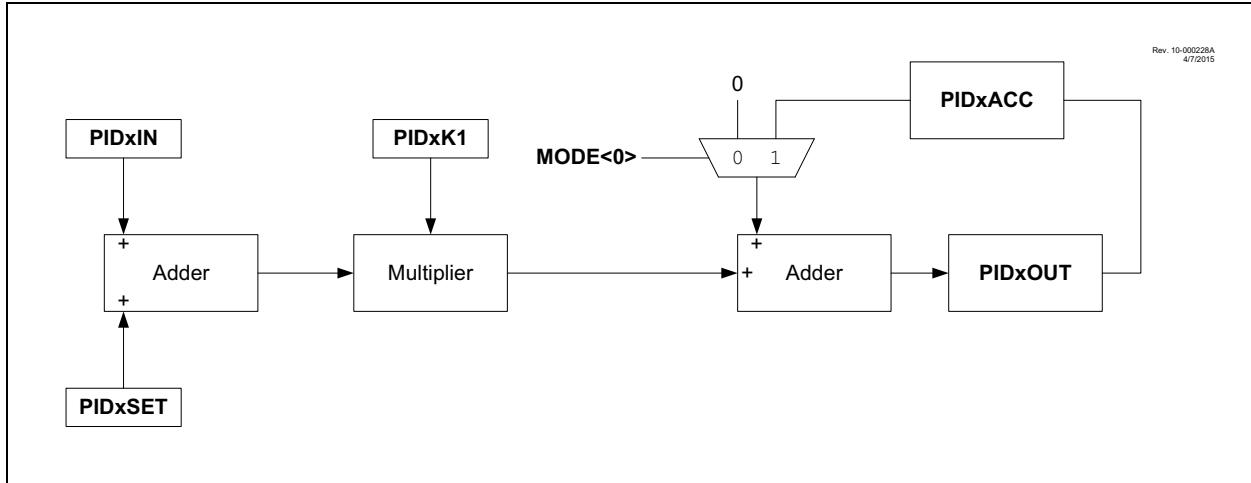 Rev. 10-000228A
4/7/2015
0
PIDxACC
PIDxIN
PIDxK1
MODE<0>
0 1
+
Adder
+
Multiplier
+
+
Adder
PIDxOUT
PIDxSET